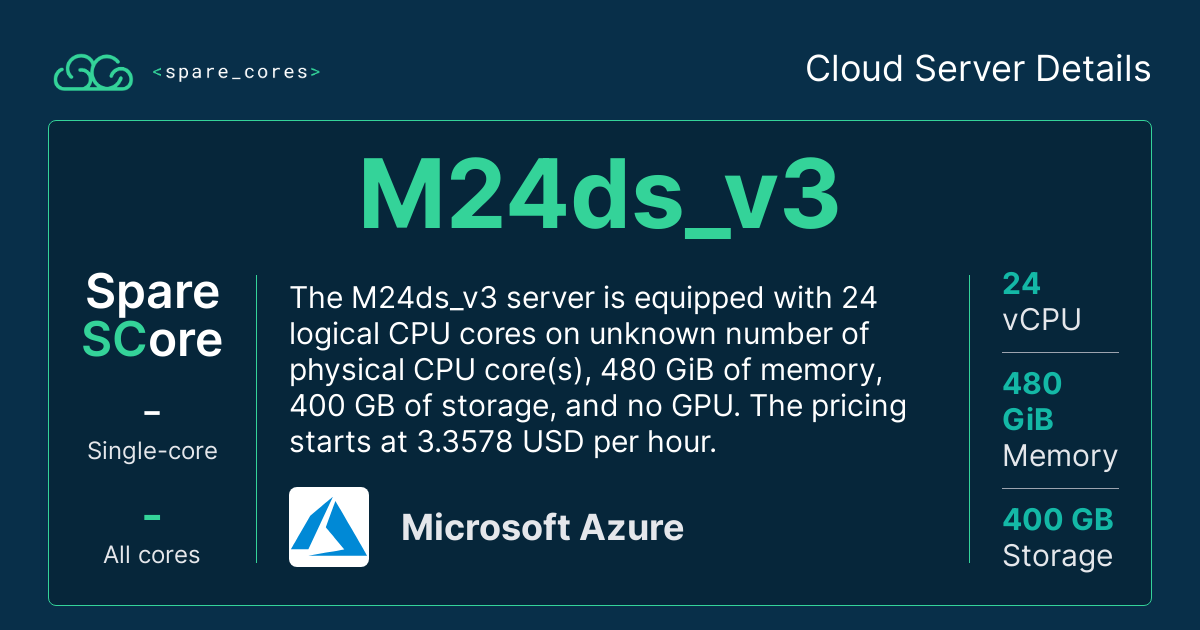 <spare_cores>
Cloud Server Details
M24ds_v3
Spare
SCore
–
Single-core
–
All cores
The M24ds_v3 server is equipped with 24
logical CPU cores on unknown number of
physical CPU core(s), 480 GiB of memory,
400 GB of storage, and no GPU. The pricing
starts at 3.3578 USD per hour.
Microsoft Azure
24
vCPU
480
GiB
Memory
400 GB
Storage